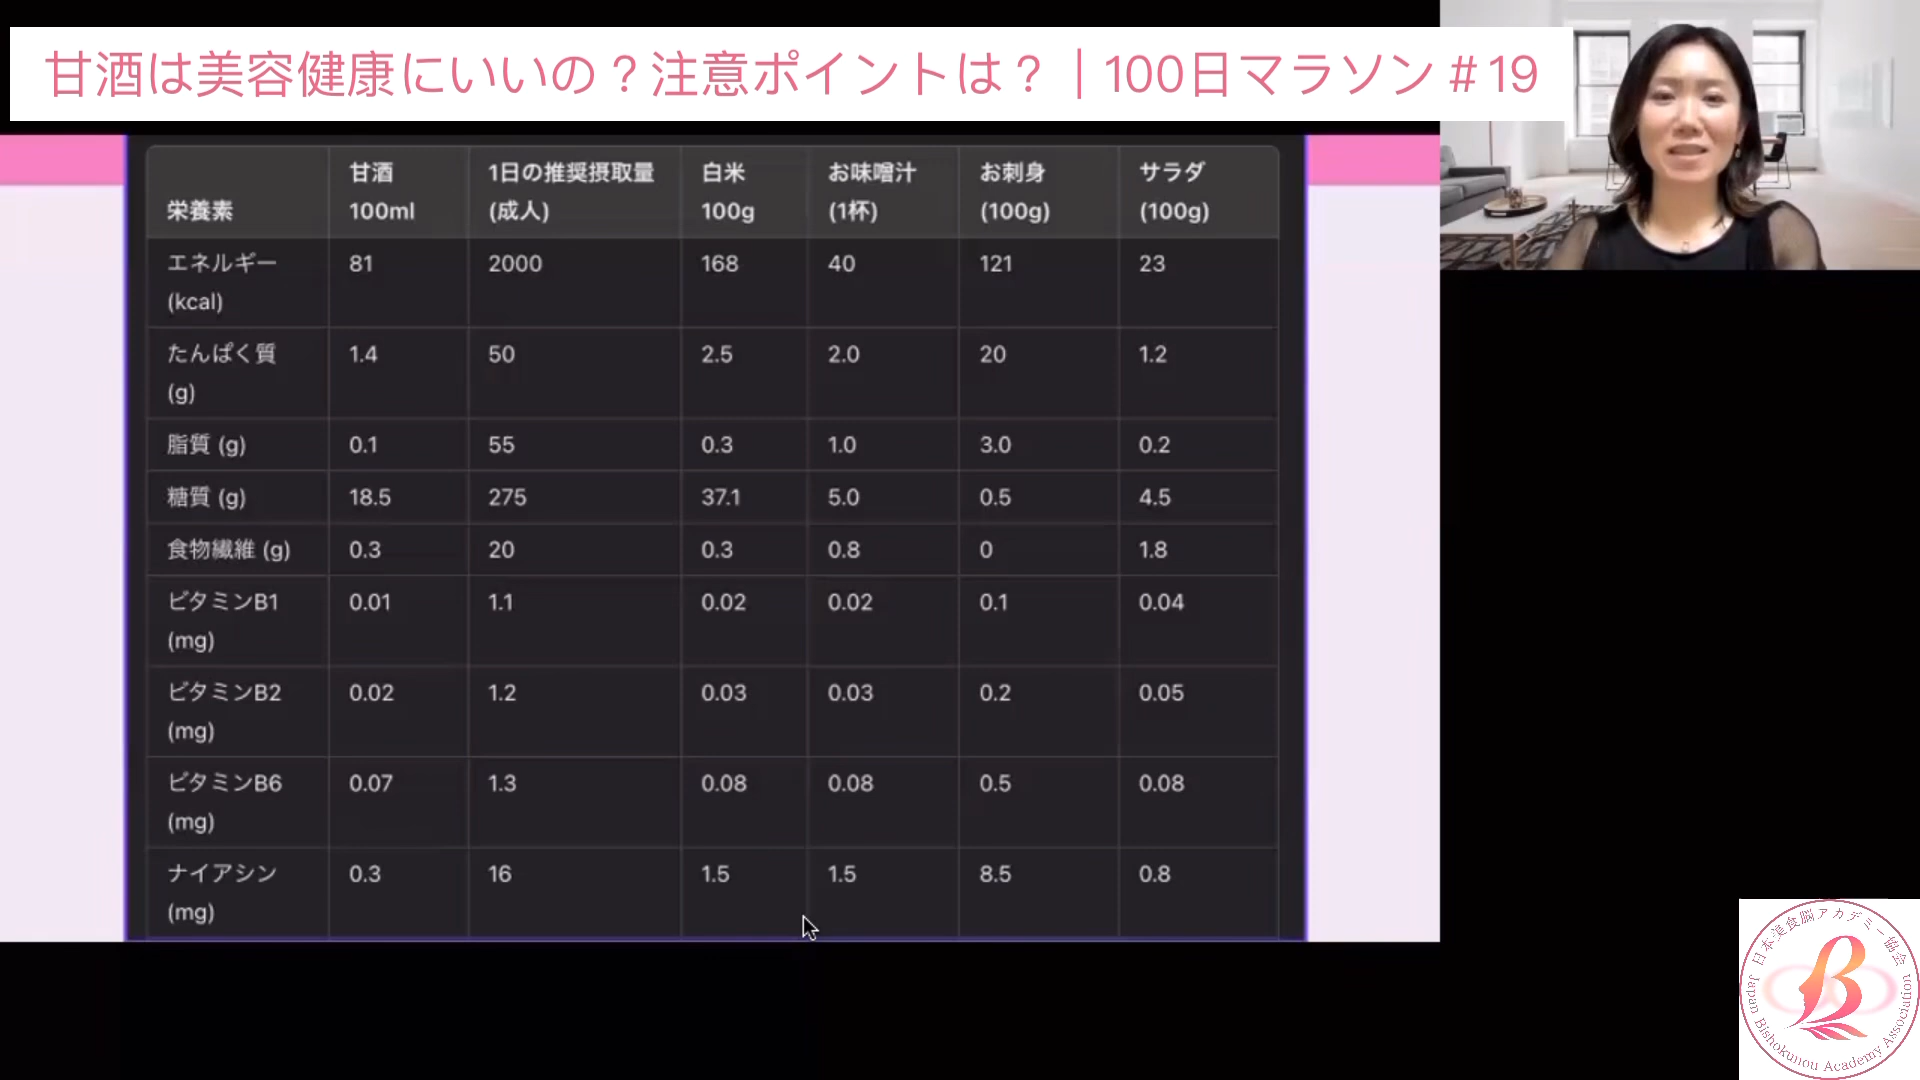 甘酒は美容健康にいいの？注意ポイントは？｜100日マラソン＃19
栄養素 甘酒 100ml 1日の推奨摂取量 (成人) 白米 100g お味噌汁 (1杯) お刺身 (100g) サラダ (100g)
エネルギー (kcal) 81 2000 168 40 121 23
たんぱく質 (g) 1.4 50 2.5 2.0 20 1.2
脂質 (g) 0.1 55 0.3 1.0 3.0 0.2
糖質 (g) 18.5 275 37.1 5.0 0.5 4.5
食物繊維 (g) 0.3 20 0.3 0.8 0 1.8
ビタミンB1 (mg) 0.01 1.1 0.02 0.02 0.1 0.04
ビタミンB2 (mg) 0.02 1.2 0.03 0.03 0.2 0.05
ビタミンB6 (mg) 0.07 1.3 0.08 0.08 0.5 0.08
ナイアシン (mg) 0.3 16 1.5 1.5 8.5 0.8
日本美食脳アカデミー協会
Japan Bishokunou Academy Association